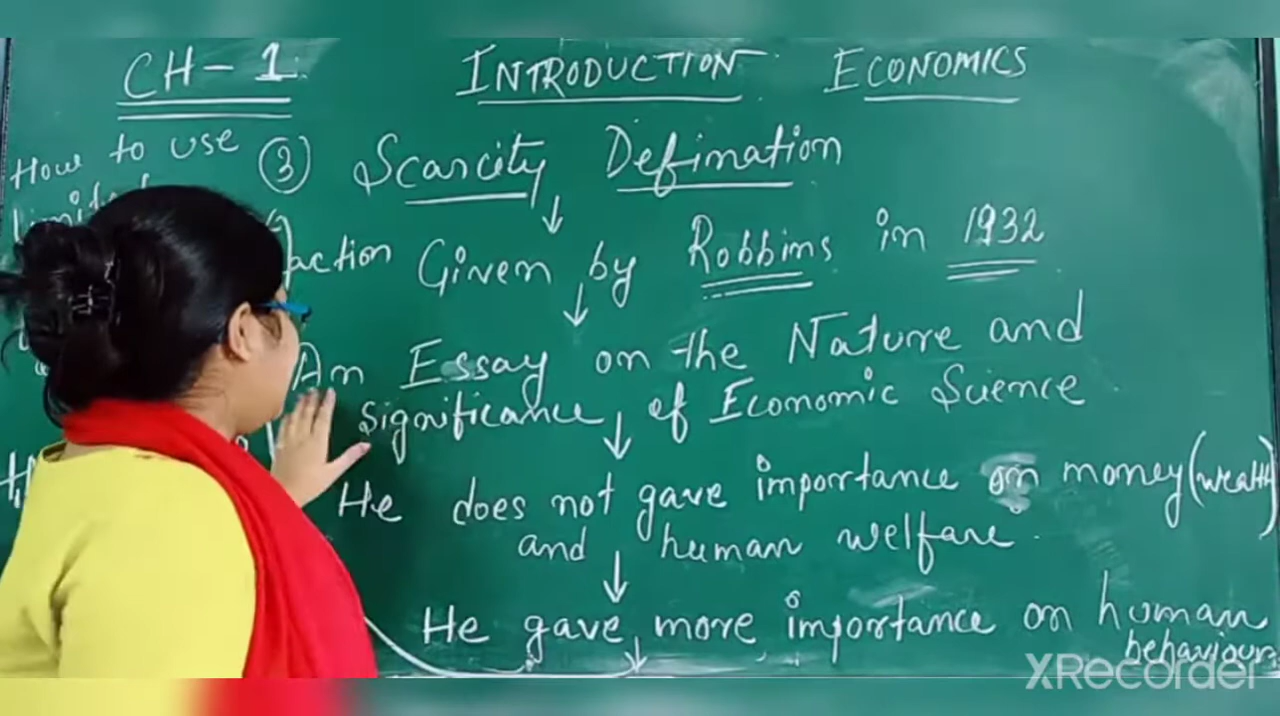 CH - 1 INTRODUCTION ECONOMICS
How to use
③ Scarcity Defination
↓
Given by Robbins in 1932
↓
An Essay on the Nature and
significance of Economic Science
↓
He does not gave importance on money (wealth)
and human welfare
↓
He gave more importance on human
behaviour
↓
XRecorder